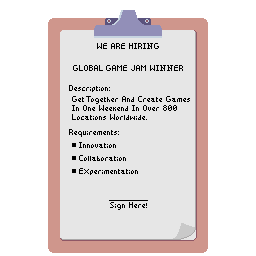 WE ARE HIRING
GLOBAL GAME JAM WINNER
Description:
Get Together And Create Games
In One Weekend In Over 800
Locations Worldwide.
Requirements:
■ Innovation
■ Collaboration
■ Experimentation
Sign Here!